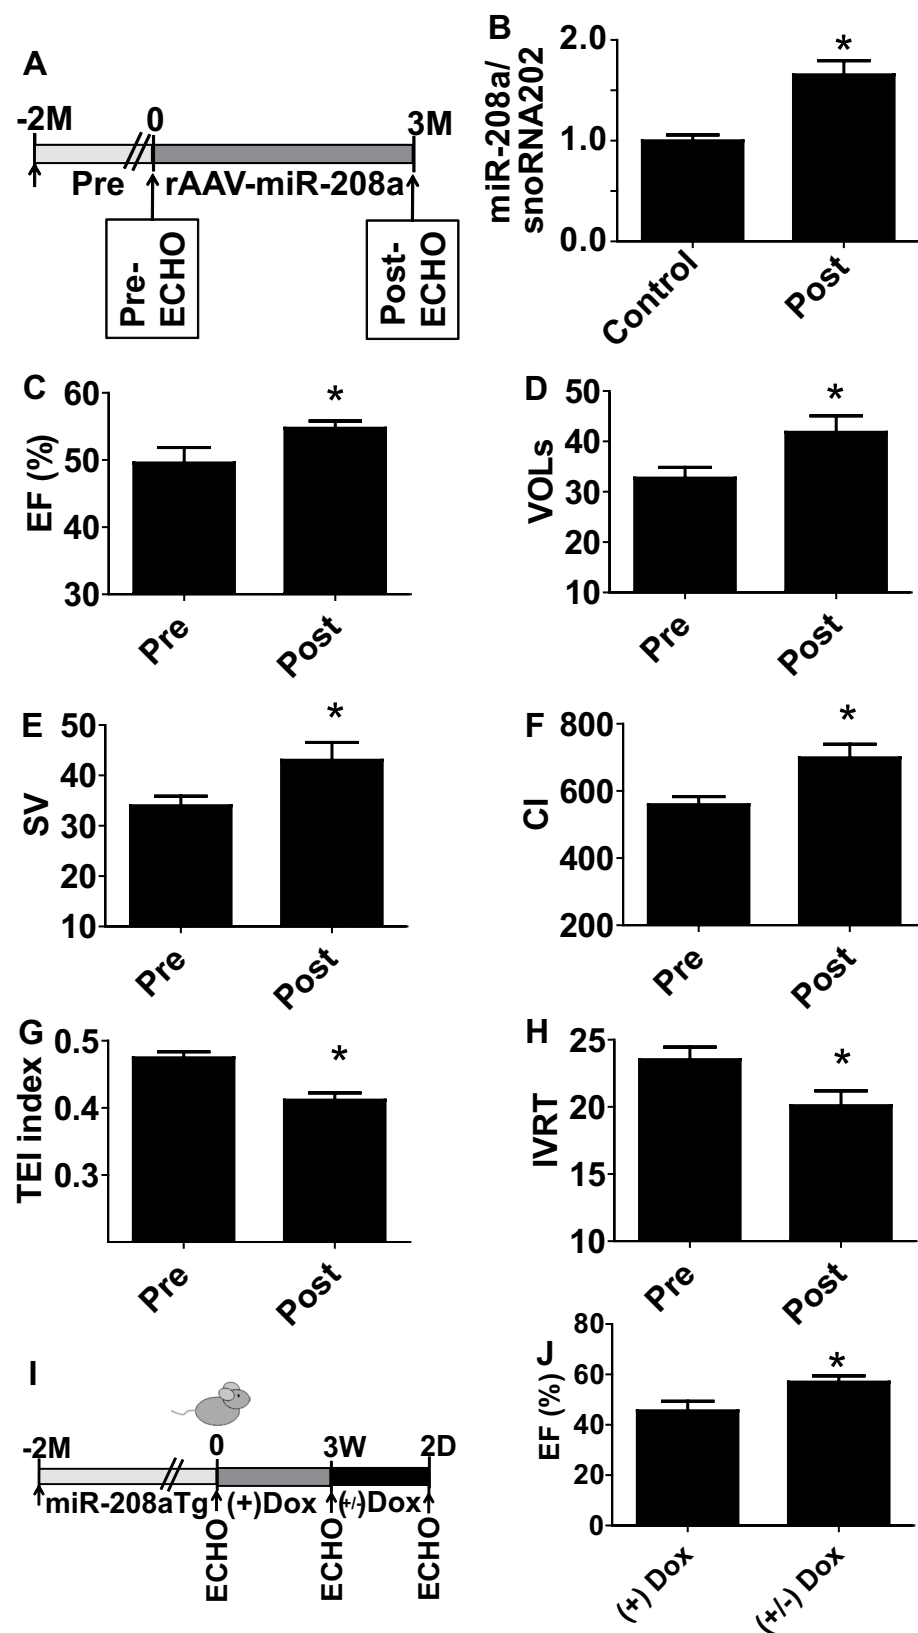 A
-2M 0 3M
Pre rAAV-miR-208a
Pre-
ECHO
Post-
ECHO
B
miR-208a/
snoRNA202
2.0
1.0
0.0
*
Control Post
C
EF (%)
60
50
40
30
*
Pre Post
D
VOLs
50
40
30
20
10
*
Pre Post
E
SV
50
40
30
20
10
*
Pre Post
F
CI
800
600
400
200
*
Pre Post
G
TEI index
0.5
0.4
0.3
*
Pre Post
H
IVRT
25
20
15
10
*
Pre Post
I
-2M 0 3W 2D
miR-208aTg (+)Dox (+/-)Dox
ECHO ECHO ECHO
J
EF (%)
80
60
40
20
0
*
(+) Dox (+/-) Dox